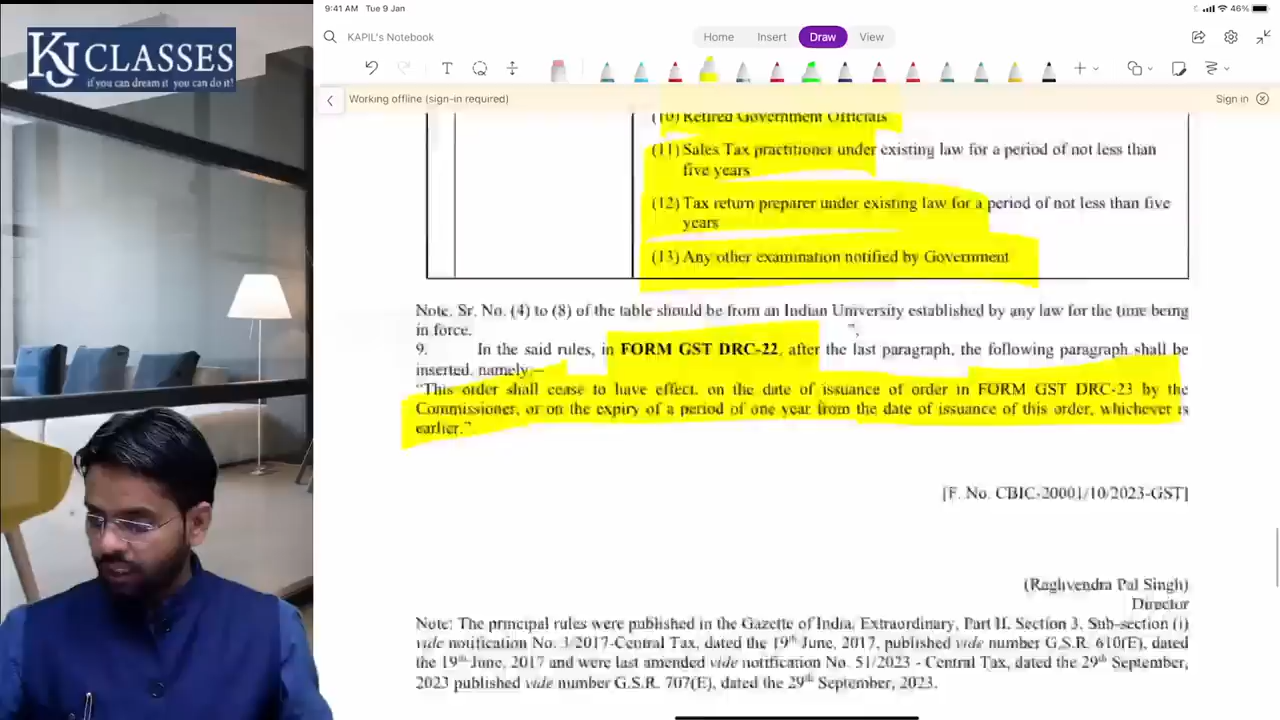 9:41 AM Tue 9 Jan
46%
KJ CLASSES
if you can dream it you can do it!
KAPIL's Notebook
Home Insert Draw View
Working offline (sign-in required)
Sign in
(10) Retired Government Officials
(11) Sales Tax practitioner under existing law for a period of not less than
five years
(12) Tax return preparer under existing law for a period of not less than five
years
(13) Any other examination notified by Government
Note. Sr. No. (4) to (8) of the table should be from an Indian University established by any law for the time being
in force. ”,
9. In the said rules, in FORM GST DRC-22, after the last paragraph, the following paragraph shall be
inserted, namely:–
“This order shall cease to have effect, on the date of issuance of order in FORM GST DRC-23 by the
Commissioner, or on the expiry of a period of one year from the date of issuance of this order, whichever is
earlier.”
[F. No. CBIC-20001/10/2023-GST]
(Raghvendra Pal Singh)
Director
Note: The principal rules were published in the Gazette of India, Extraordinary, Part II, Section 3, Sub-section (i)
vide notification No. 3/2017-Central Tax, dated the 19th June, 2017, published vide number G.S.R. 610(E), dated
the 19th June, 2017 and were last amended vide notification No. 51/2023 - Central Tax, dated the 29th September,
2023 published vide number G.S.R. 707(E), dated the 29th September, 2023.